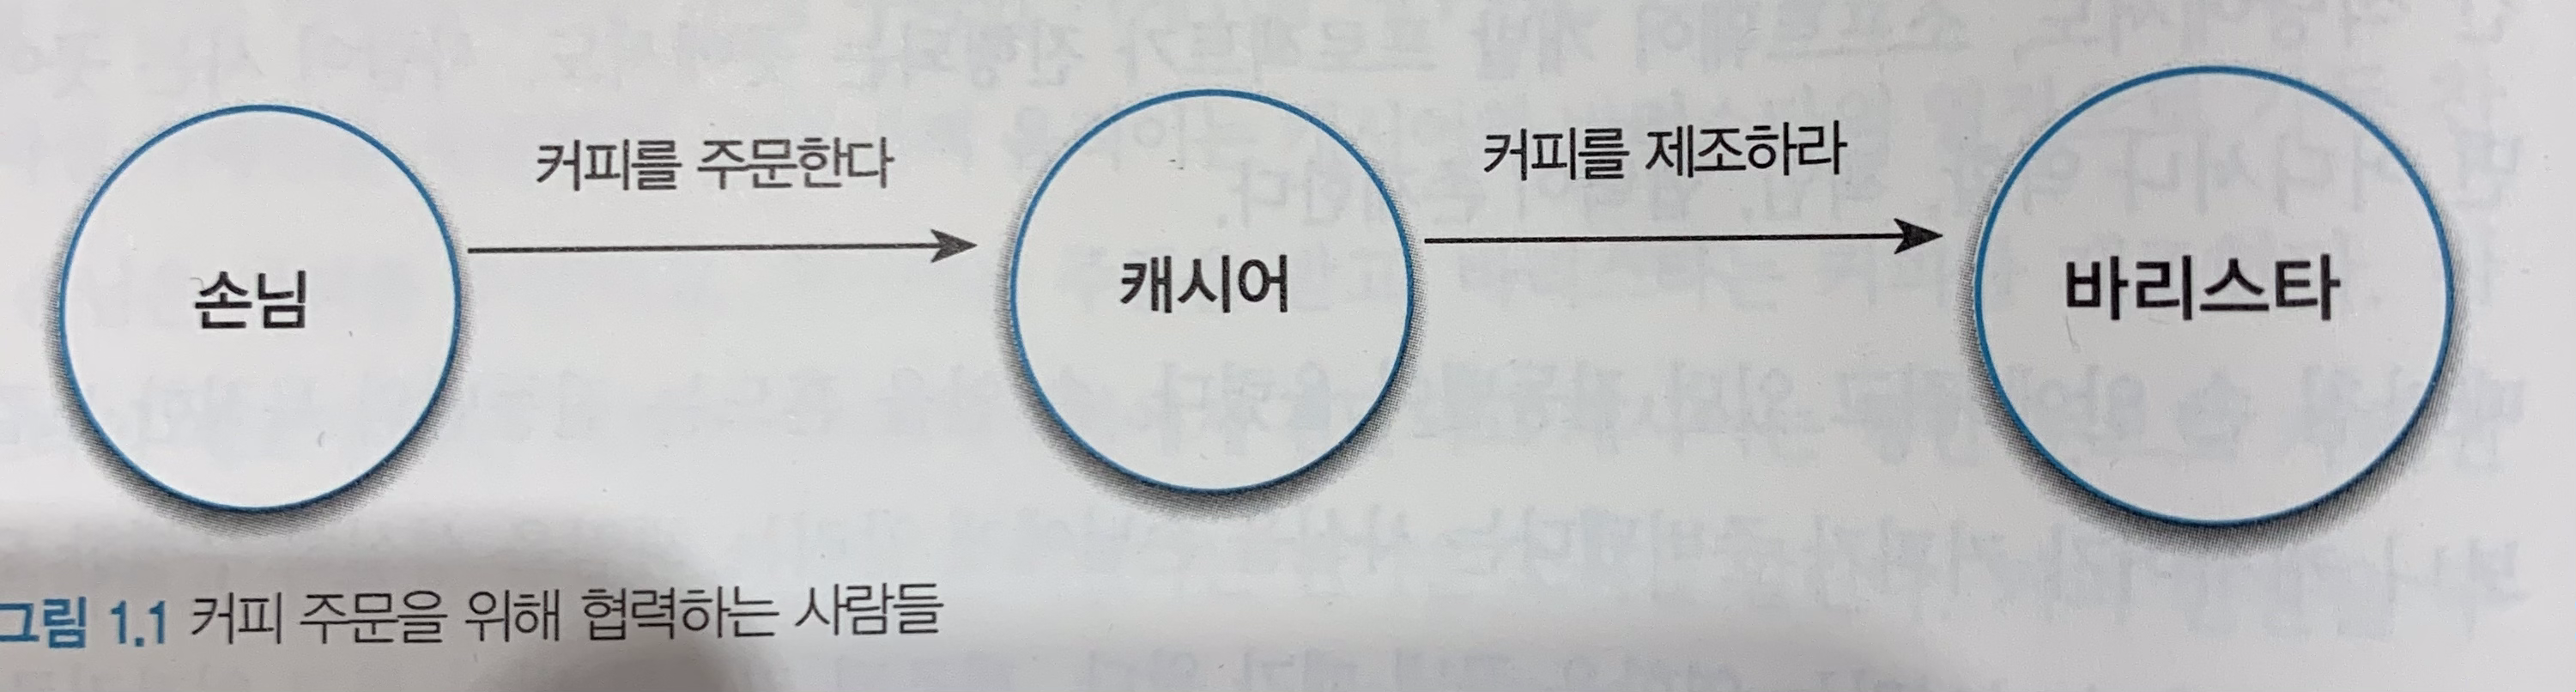 커피를 주문한다
커피를 제조하라
손님
캐시어
바리스타
그림 1.1 커피 주문을 위해 협력하는 사람들